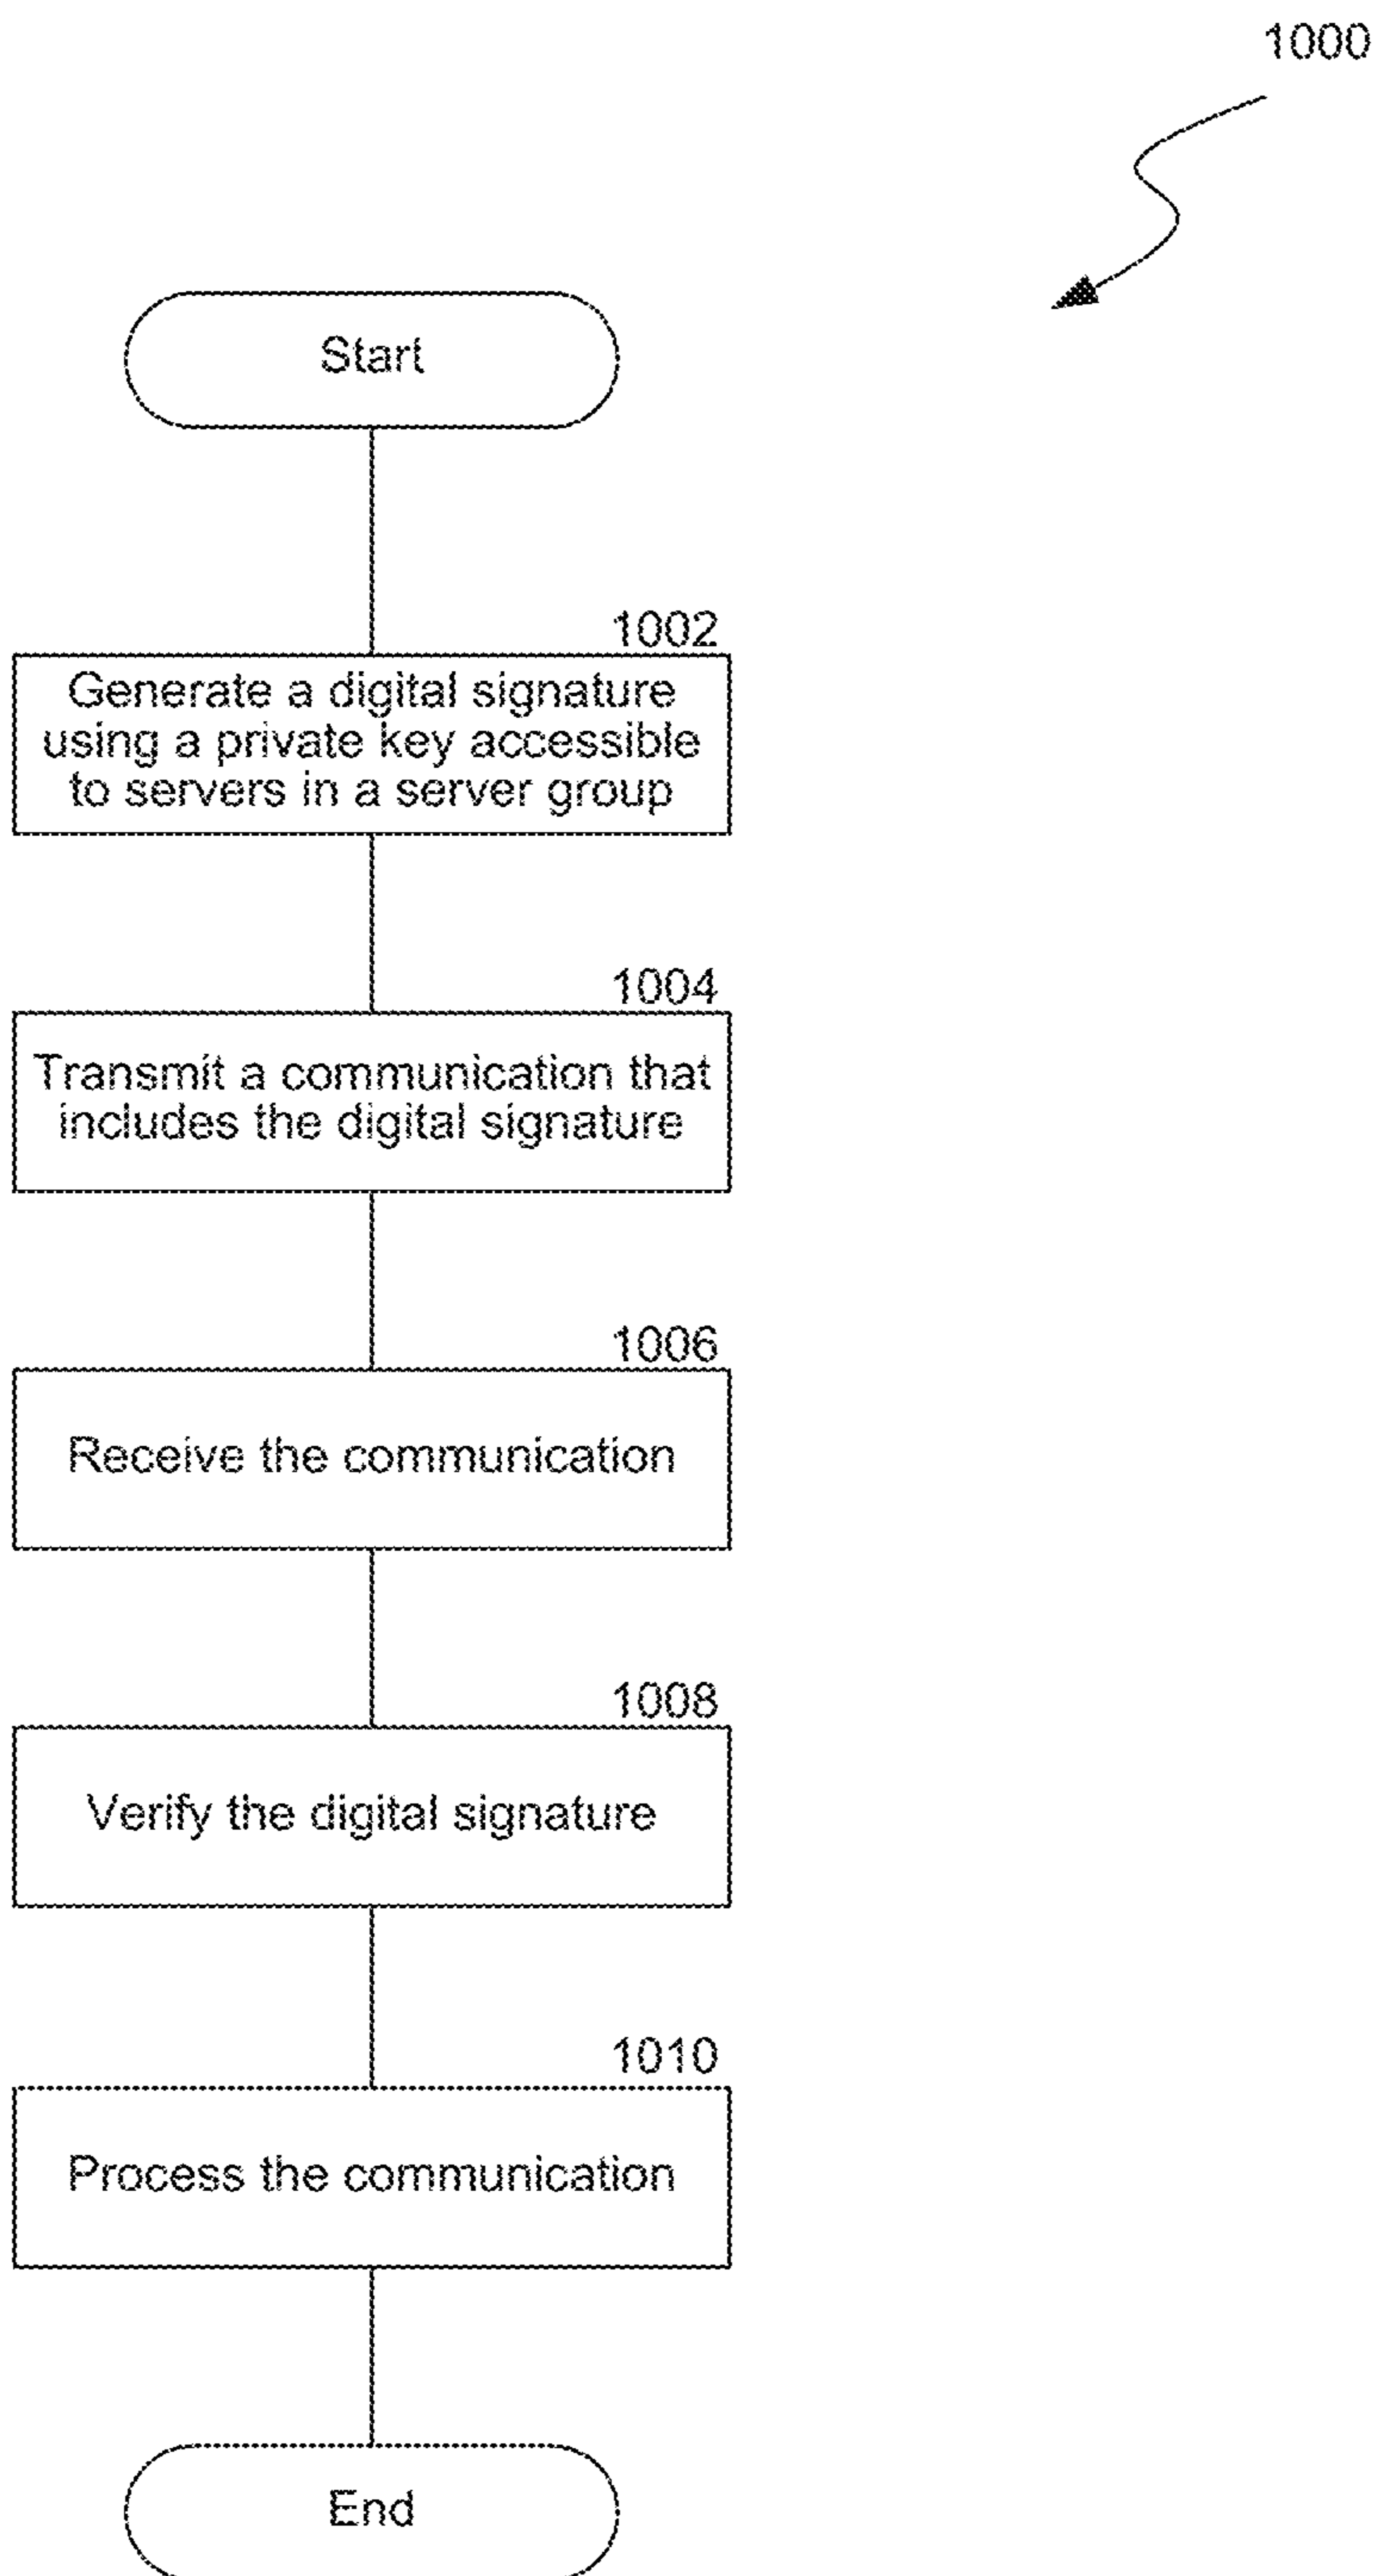 1000
Start
1002
Generate a digital signature
using a private key accessible
to servers in a server group
1004
Transmit a communication that
includes the digital signature
1006
Receive the communication
1008
Verify the digital signature
1010
Process the communication
End